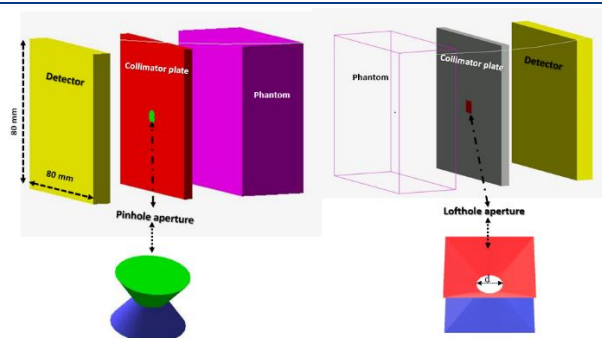 Detector
Collimator plate
Phantom
80 mm
80 mm
Pinhole aperture
Phantom
Collimator plate
Detector
Lofthole aperture
d